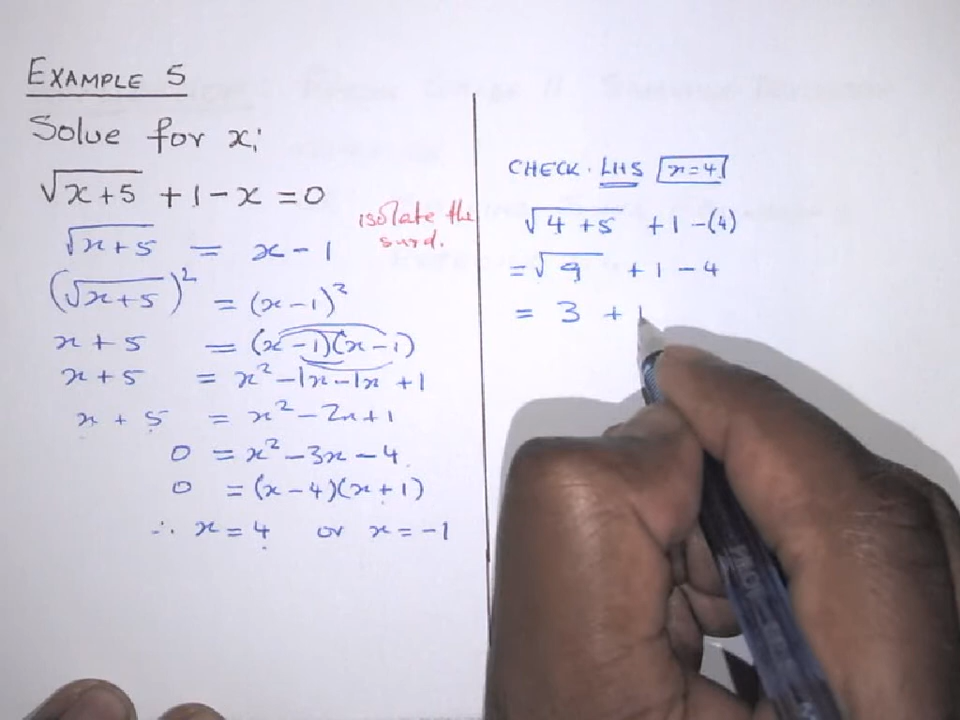 EXAMPLE 5
Solve for x:
√(x+5) + 1 - x = 0
isolate the
surd.
√(x+5) = x - 1
(√(x+5))² = (x-1)²
x + 5 = (x-1)(x-1)
x + 5 = x² - 1x - 1x + 1
x + 5 = x² - 2x + 1
0 = x² - 3x - 4
0 = (x-4)(x+1)
∴ x = 4 or x = -1
CHECK. LHS x=4
√(4+5) + 1 - (4)
= √9 + 1 - 4
= 3 + 1